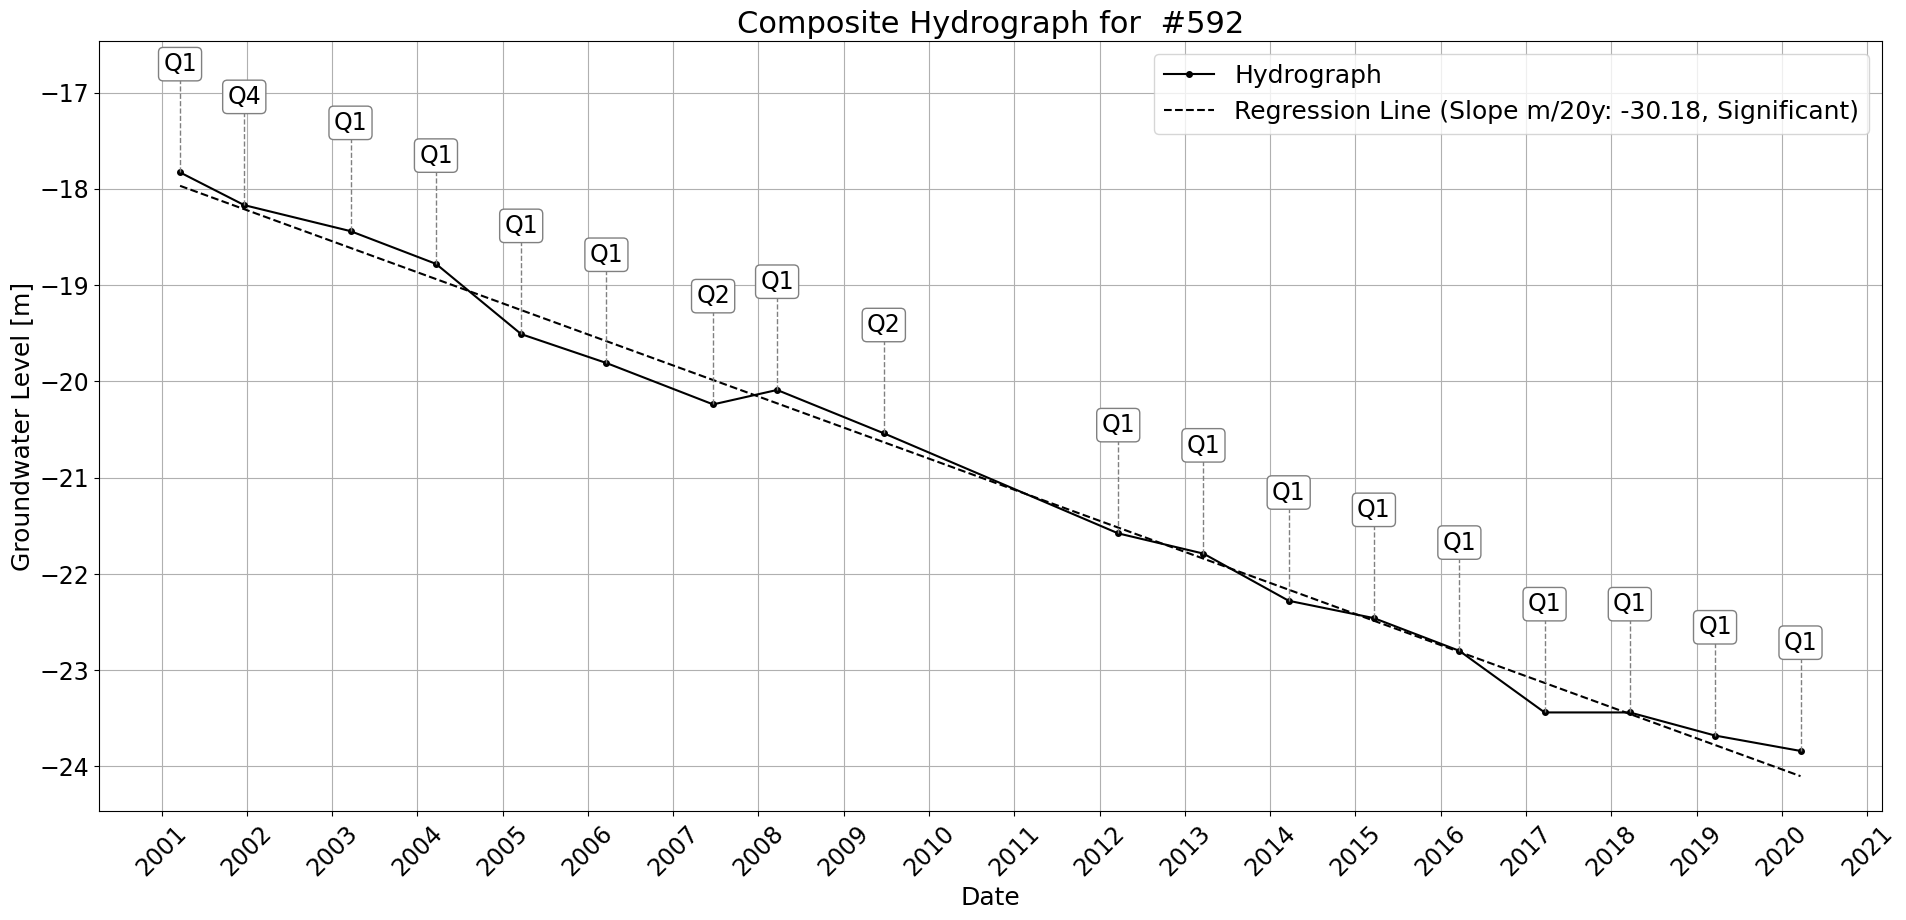 Composite Hydrograph for  #592
Hydrograph
Regression Line (Slope m/20y: -30.18, Significant)
Q1
Q4
Q1
Q1
Q1
Q1
Q2
Q1
Q2
Q1
Q1
Q1
Q1
Q1
Q1
Q1
Q1
Q1
Groundwater Level [m]
−17
−18
−19
−20
−21
−22
−23
−24
2001
2002
2003
2004
2005
2006
2007
2008
2009
2010
2011
2012
2013
2014
2015
2016
2017
2018
2019
2020
2021
Date